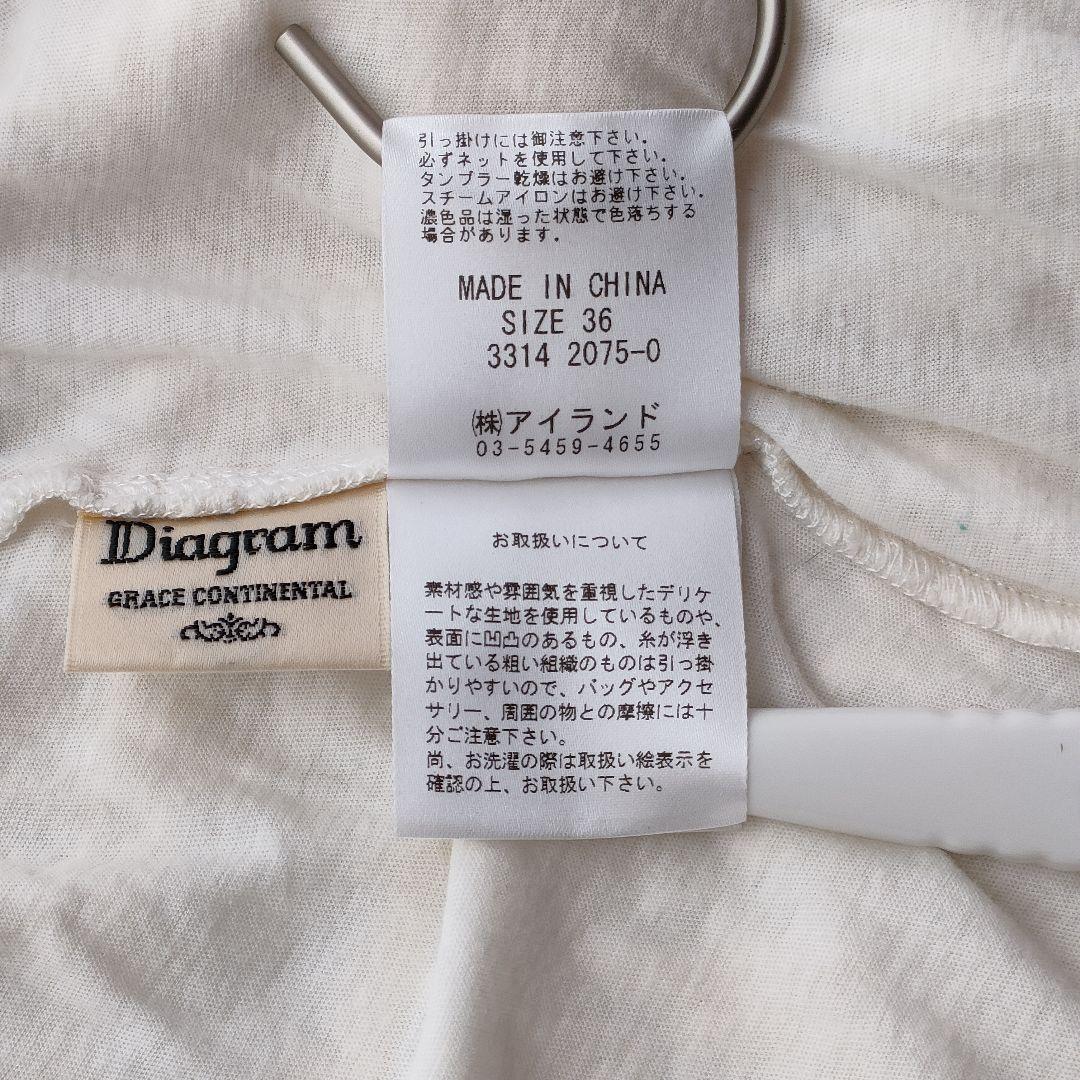 引っ掛けには御注意下さい。
必ずネットを使用して下さい。
タンブラー乾燥はお避け下さい。
スチームアイロンはお避け下さい。
濃色品は湿った状態で色落ちする
場合があります。
MADE IN CHINA
SIZE 36
3314 2075-0
㈱アイランド
03-5459-4655
Diagram
GRACE CONTINENTAL
お取扱いについて
素材感や雰囲気を重視したデリケ
ートな生地を使用しているものや、
表面に凹凸のあるもの、糸が浮き
出ている粗い組織のものは引っ掛
かりやすいので、バッグやアクセ
サリー、周囲の物との摩擦には十
分ご注意下さい。
尚、お洗濯の際は取扱い絵表示を
確認の上、お取扱い下さい。